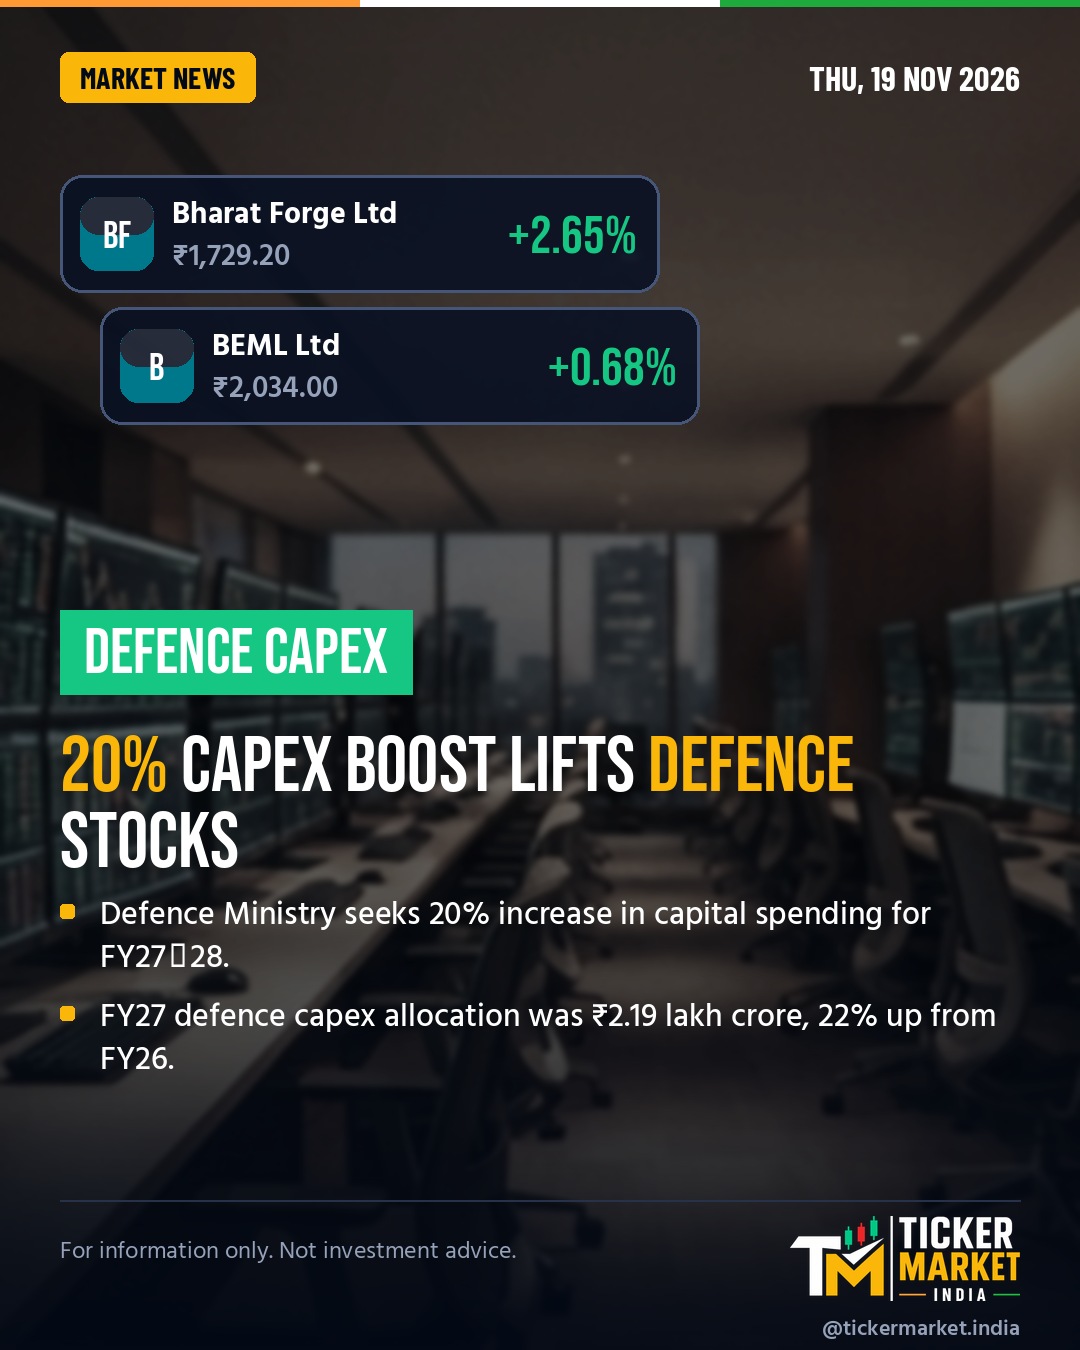 MARKET NEWS
THU, 19 NOV 2026
BF
Bharat Forge Ltd
₹1,729.20
+2.65%
B
BEML Ltd
₹2,034.00
+0.68%
DEFENCE CAPEX
20% CAPEX BOOST LIFTS DEFENCE
STOCKS
Defence Ministry seeks 20% increase in capital spending for
FY27▯28.
FY27 defence capex allocation was ₹2.19 lakh crore, 22% up from
FY26.
For information only. Not investment advice.
TM
TICKER
MARKET
INDIA
@tickermarket.india